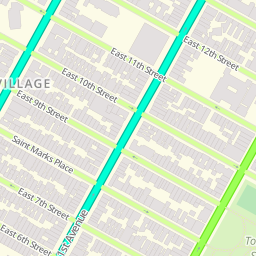 East 12th Street
East 11th Street
East 10th Street
VILLAGE
East 9th Street
Saint Marks Place
East 7th Street
East 6th Street
1st Avenue
To